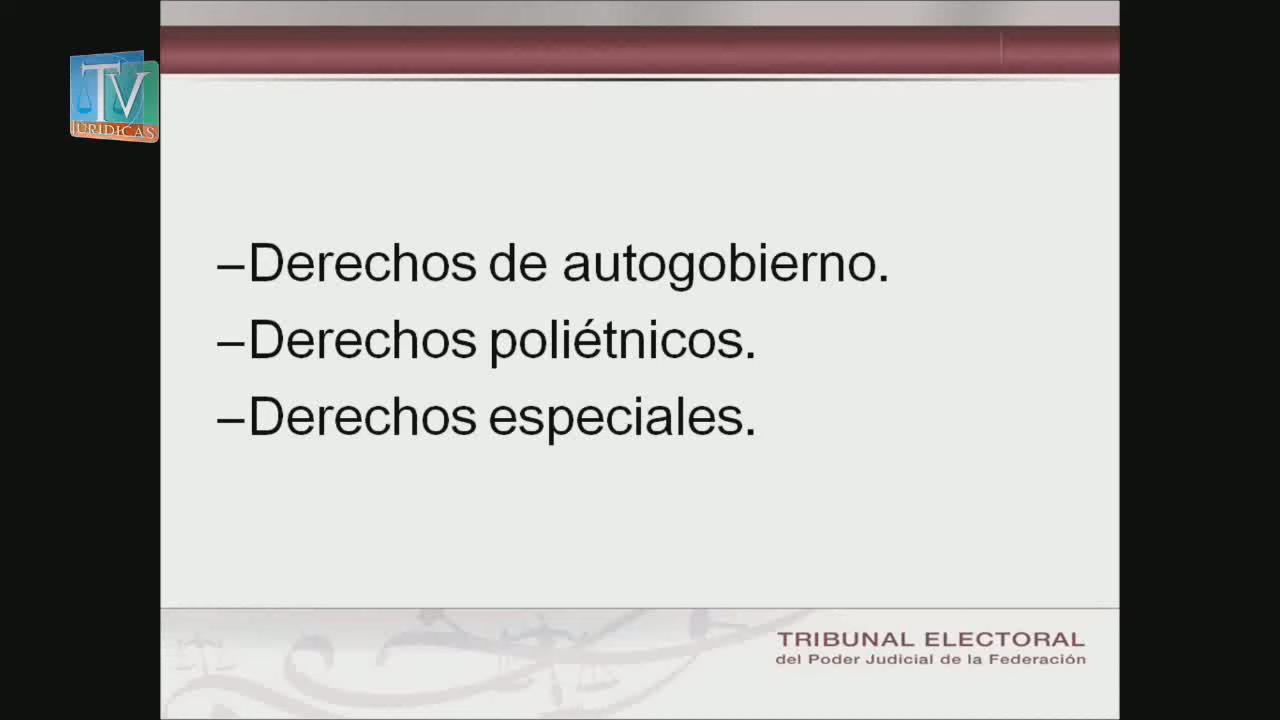 TV
JURIDICAS
–Derechos de autogobierno.
–Derechos poliétnicos.
–Derechos especiales.
TRIBUNAL ELECTORAL
del Poder Judicial de la Federación